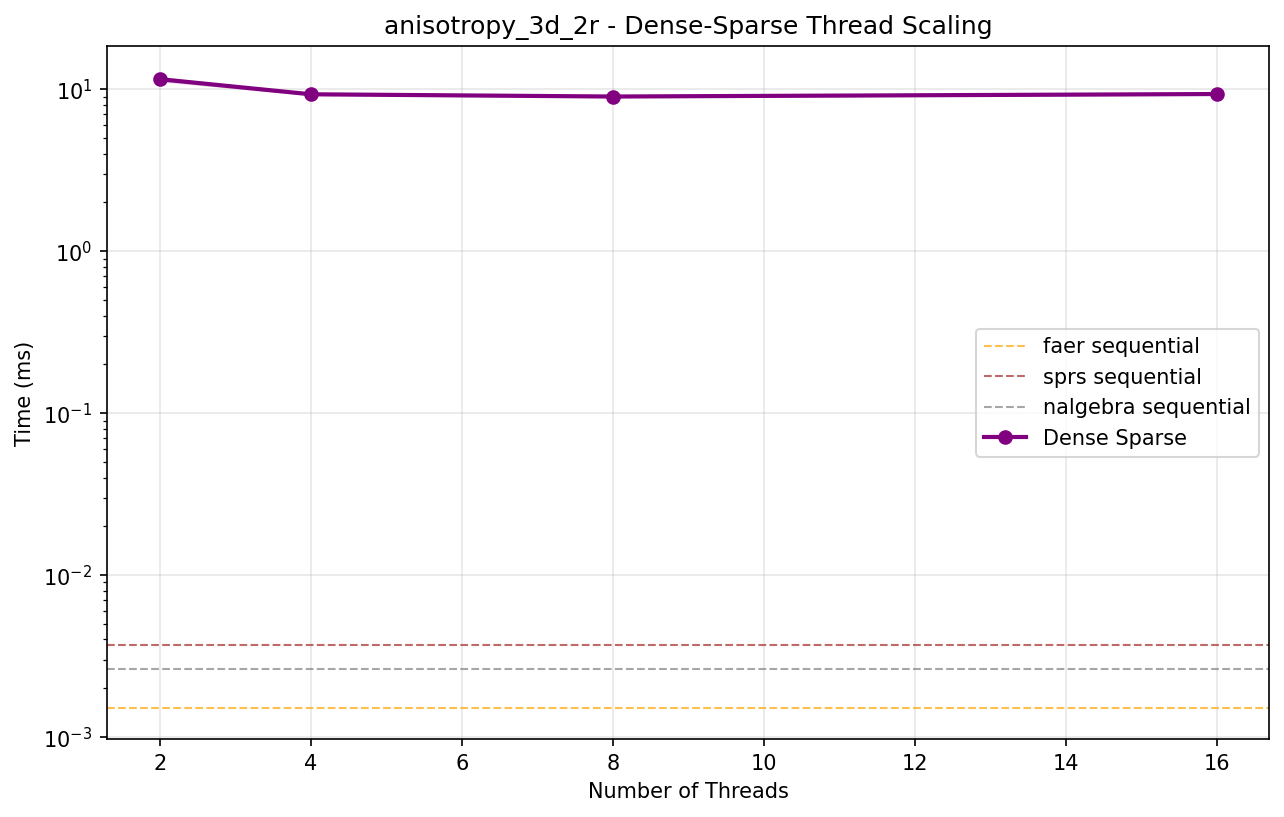 anisotropy_3d_2r - Dense-Sparse Thread Scaling
Time (ms)
10¹
10⁰
10⁻¹
10⁻²
10⁻³
faer sequential
sprs sequential
nalgebra sequential
Dense Sparse
2 4 6 8 10 12 14 16
Number of Threads